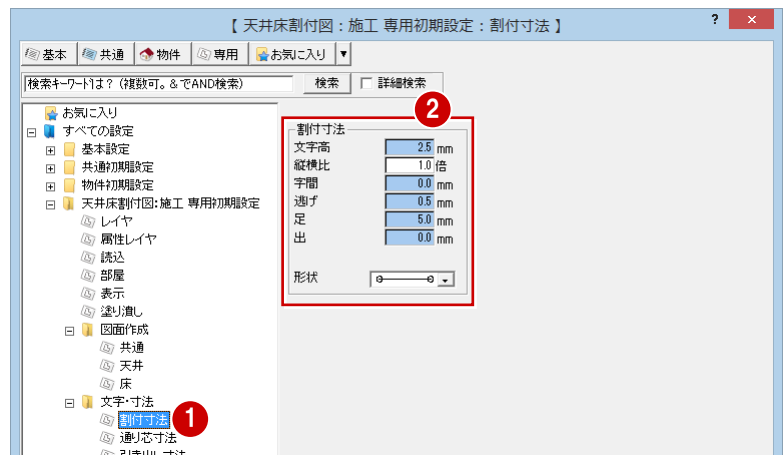 【 天井床割付図：施工 専用初期設定：割付寸法 】
? ×
基本 共通 物件 専用 お気に入り ▼
検索キーワードは？（複数可。& でAND検索） 検索 詳細検索
お気に入り
すべての設定
基本設定
共通初期設定
物件初期設定
天井床割付図:施工 専用初期設定
レイヤ
属性レイヤ
読込
部屋
表示
塗り潰し
図面作成
共通
天井
床
文字・寸法
割付寸法 1
通り芯寸法
引き出し寸法
2
割付寸法
文字高 2.5 mm
縦横比 1.0 倍
字間 0.0 mm
逃げ 0.5 mm
足 5.0 mm
出 0.0 mm
形状